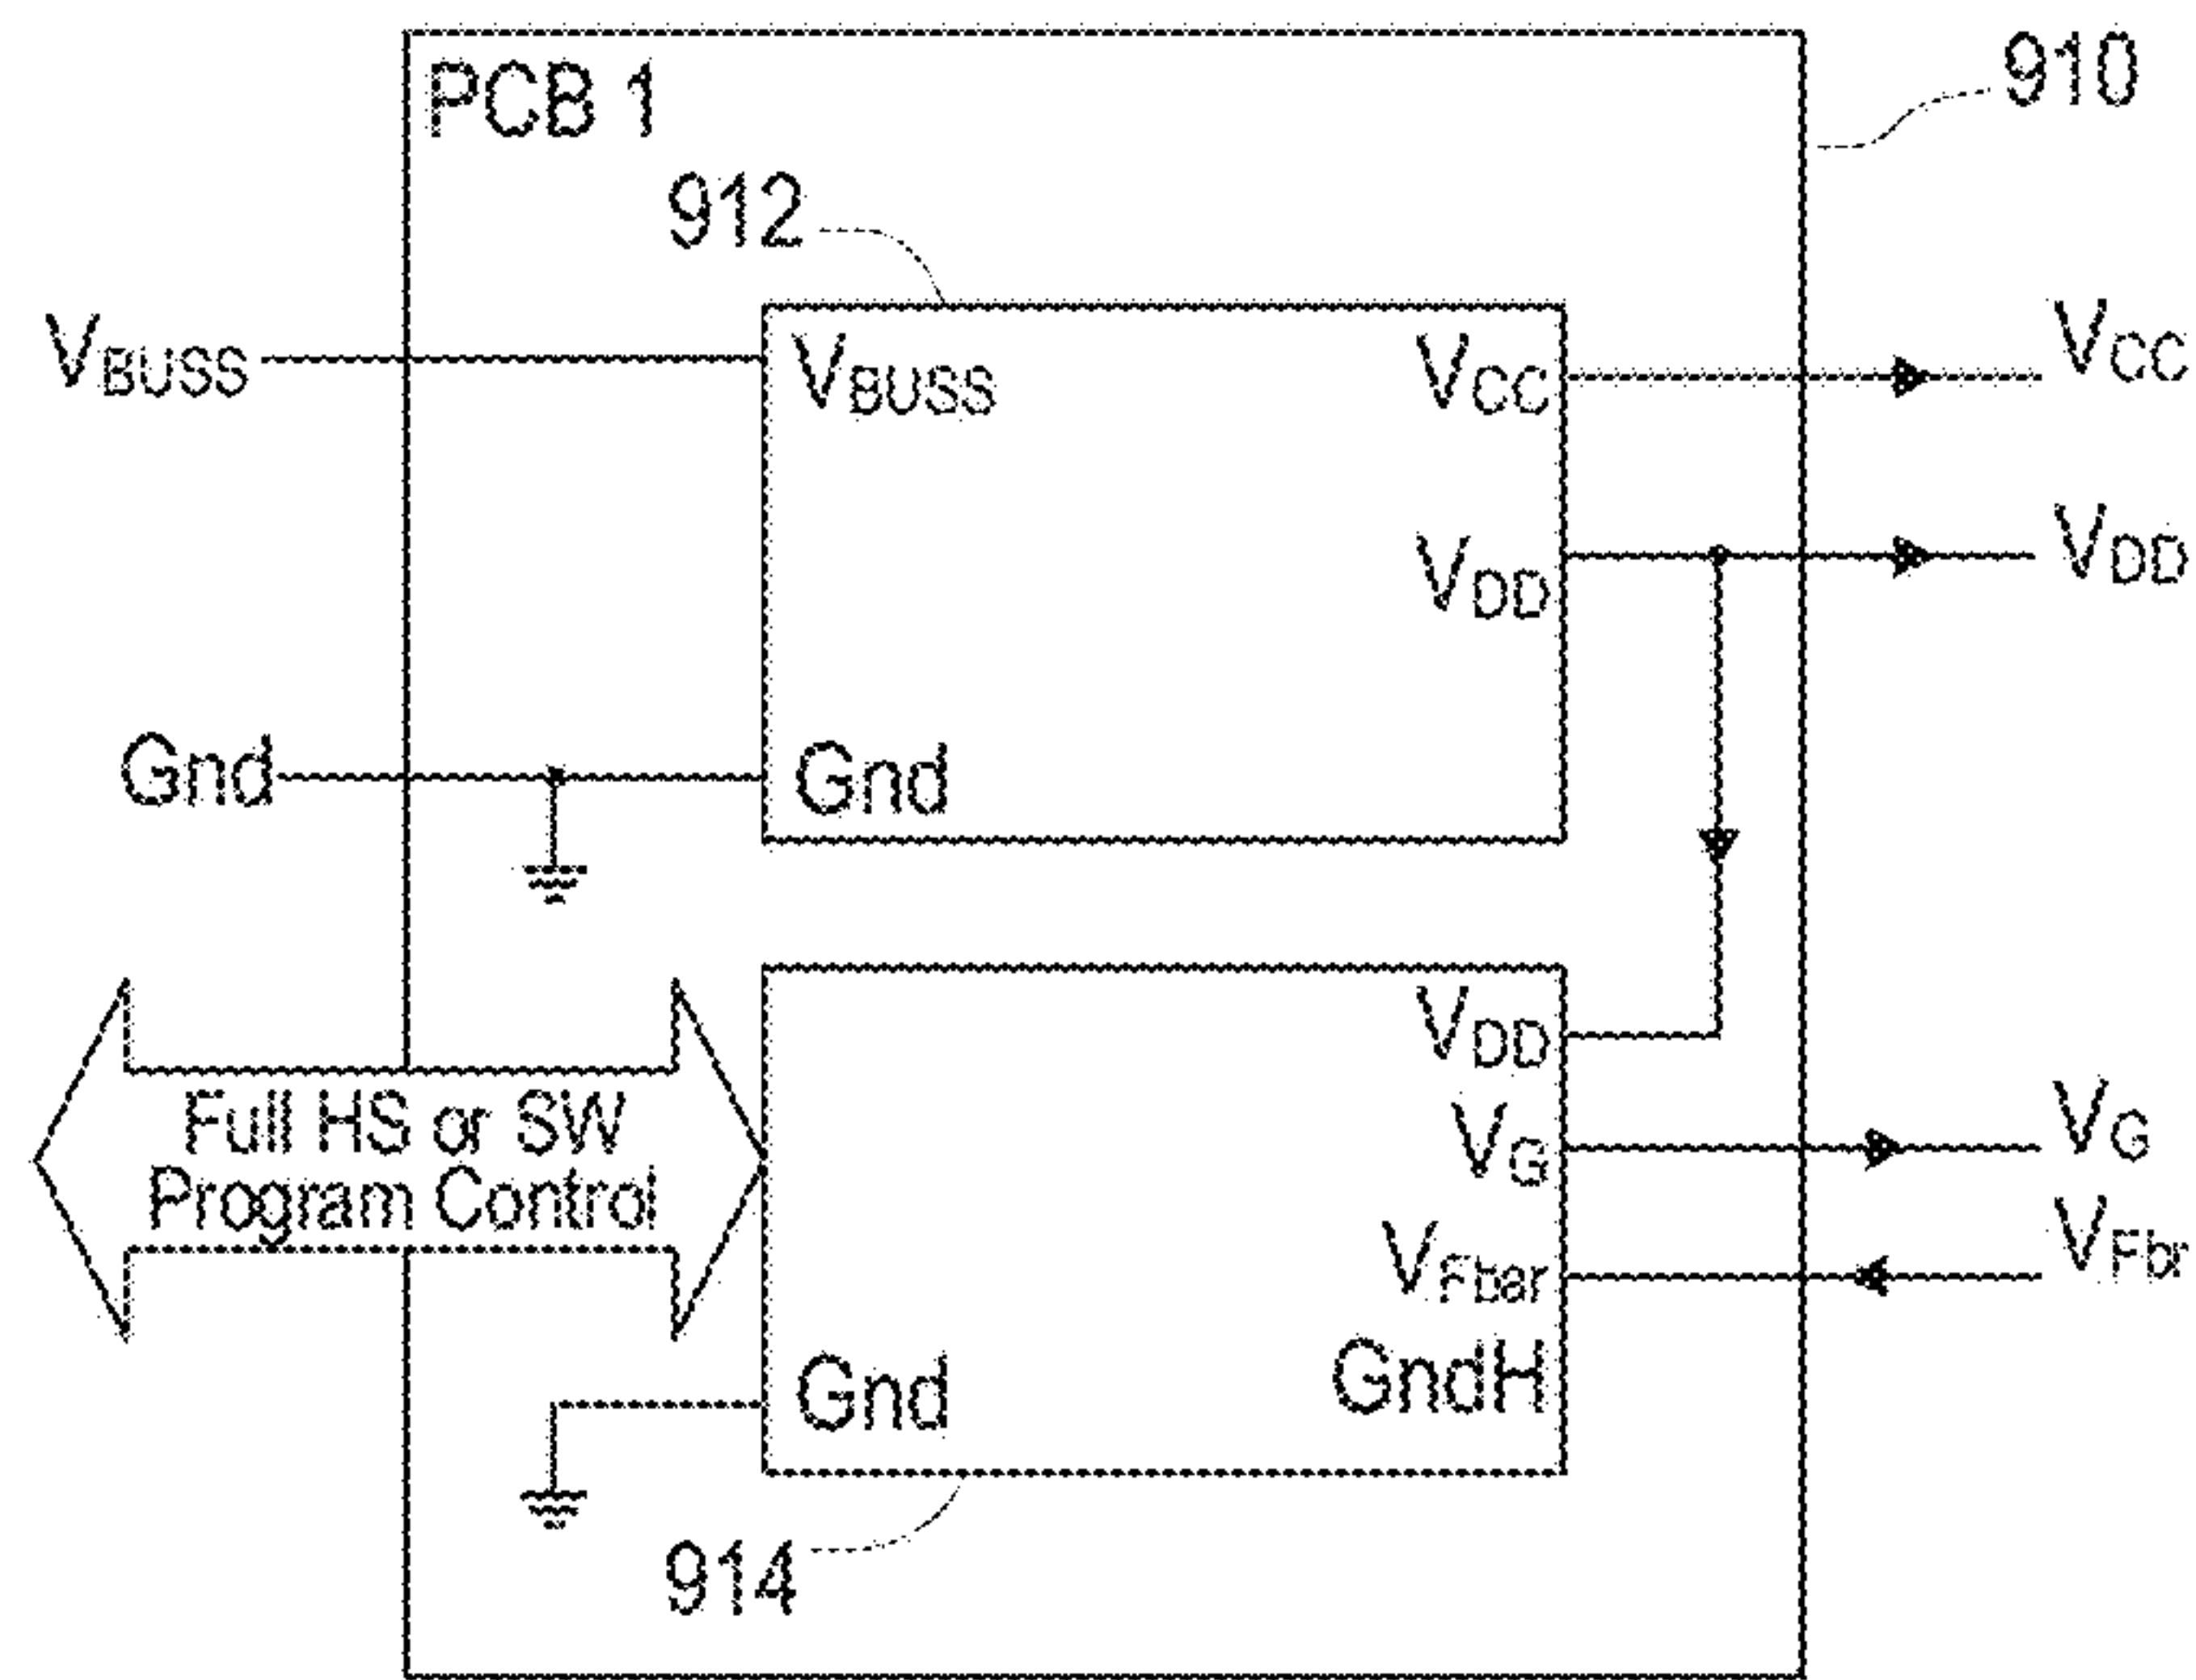 PCB 1
910
912
VBUSS
VBUSS
VCC
VCC
VDD
VDD
Gnd
Gnd
VDD
Full HS or SW
Program Control
VG
VG
VFbar
VFbr
Gnd
GndH
914